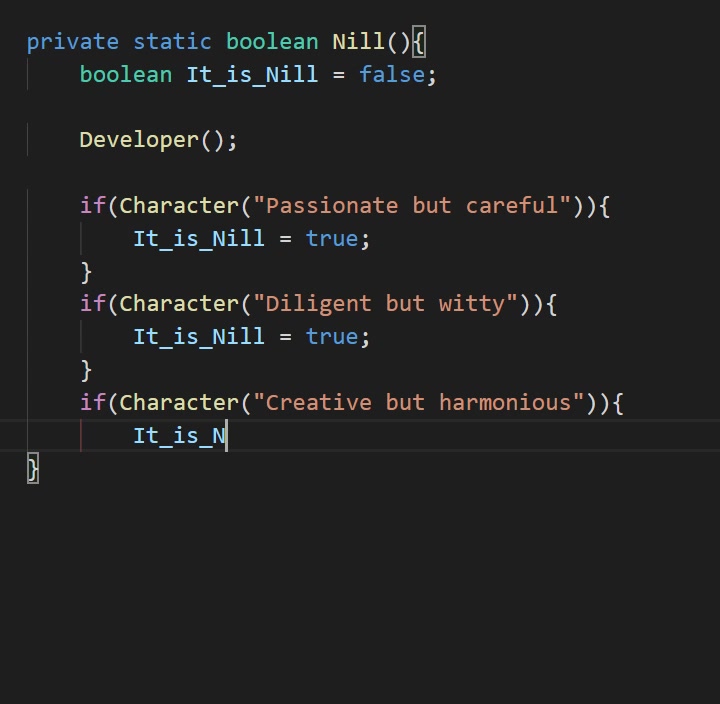 private static boolean Nill(){
boolean It_is_Nill = false;
Developer();
if(Character("Passionate but careful")){
It_is_Nill = true;
}
if(Character("Diligent but witty")){
It_is_Nill = true;
}
if(Character("Creative but harmonious")){
It_is_N
}